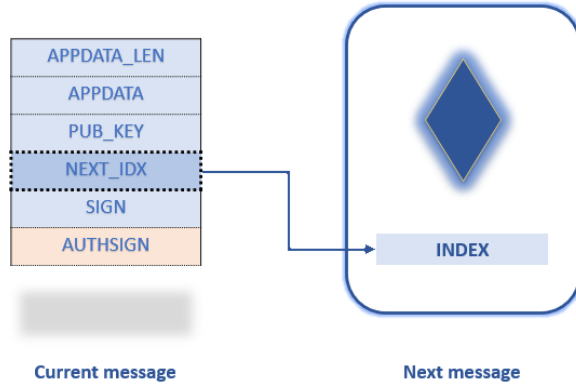 APPDATA_LEN
APPDATA
PUB_KEY
NEXT_IDX
SIGN
AUTHSIGN
INDEX
Current message
Next message